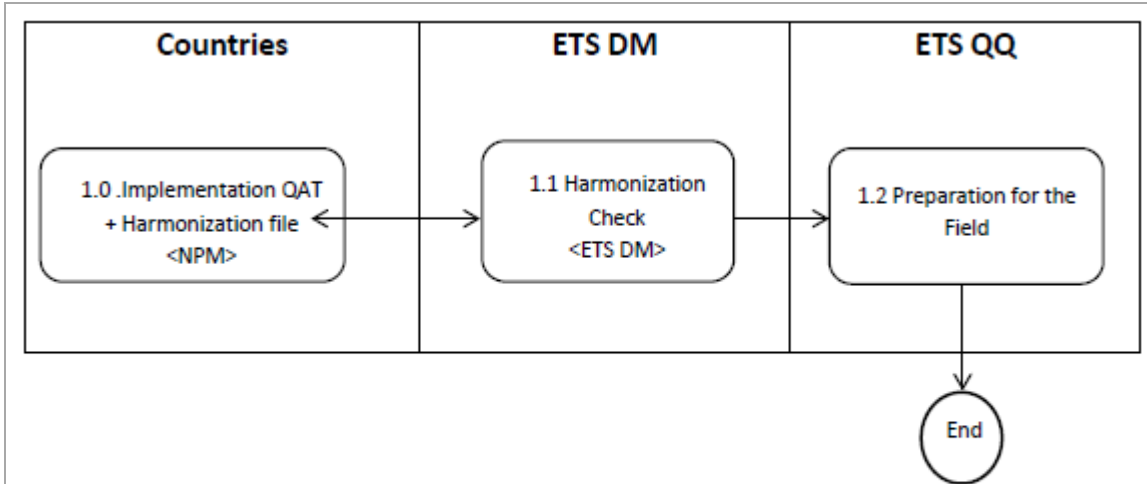 Countries
ETS DM
ETS QQ
1.0 .Implementation QAT
+ Harmonization file
<NPM>
1.1 Harmonization
Check
<ETS DM>
1.2 Preparation for the
Field
End